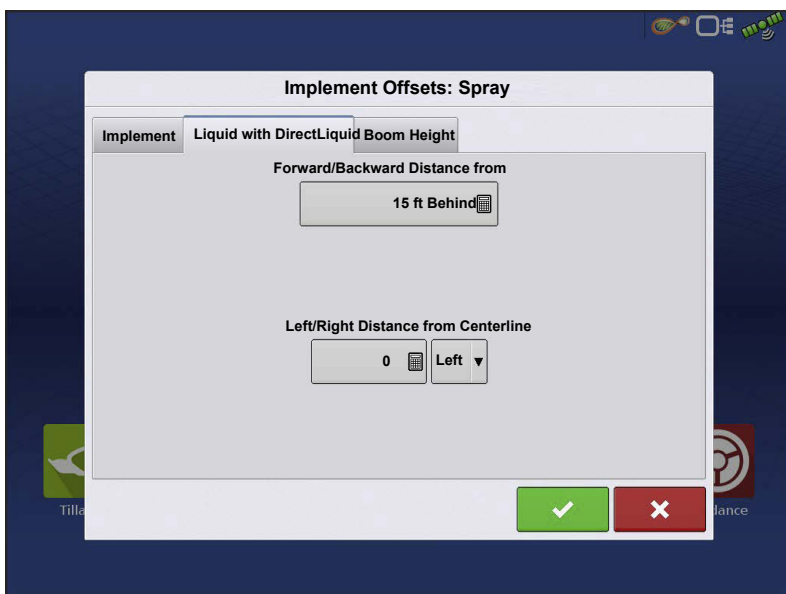 Implement Offsets: Spray
Implement
Liquid with DirectLiquid
Boom Height
Forward/Backward Distance from
15 ft Behind
Left/Right Distance from Centerline
0
Left
Tilla
dance